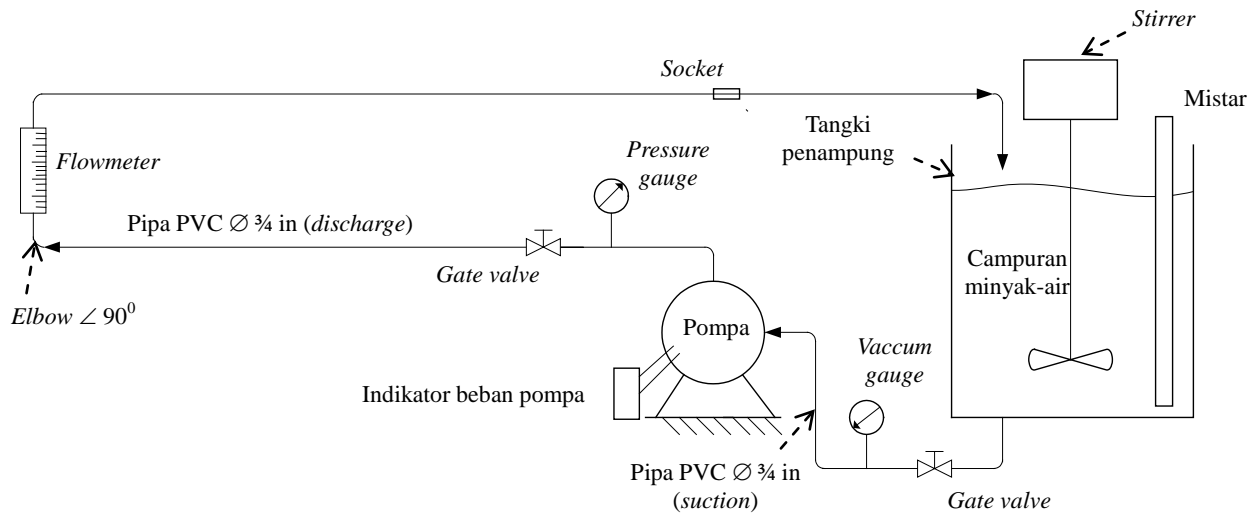 Stirrer
Socket
Mistar
Tangki
penampung
Flowmeter
Pressure
gauge
Pipa PVC ∅ ¾ in (discharge)
Gate valve
Campuran
minyak-air
Elbow ∠ 90⁰
Pompa
Vaccum
gauge
Indikator beban pompa
Pipa PVC ∅ ¾ in
(suction)
Gate valve